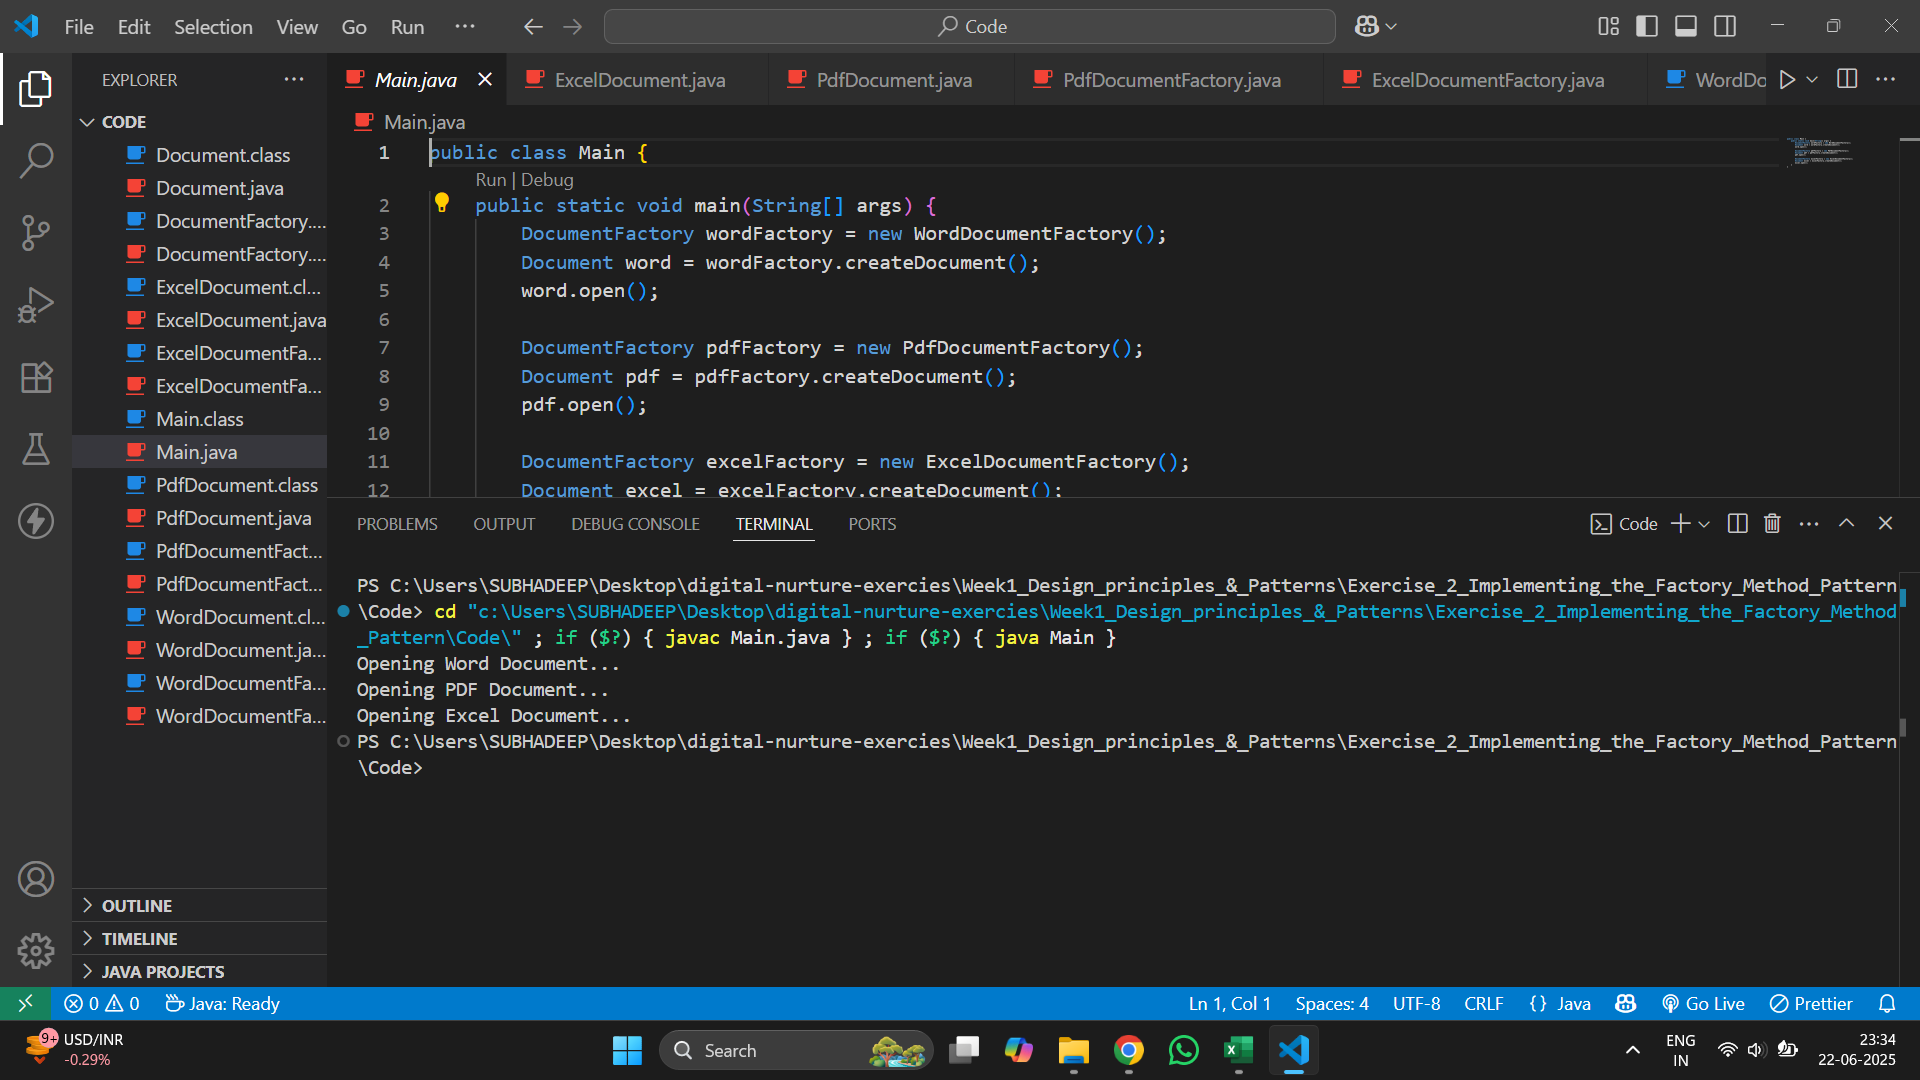 File Edit Selection View Go Run ··· Code
EXPLORER ···
Main.java ExcelDocument.java PdfDocument.java PdfDocumentFactory.java ExcelDocumentFactory.java WordDo
CODE
Document.class
Document.java
DocumentFactory....
DocumentFactory....
ExcelDocument.cl...
ExcelDocument.java
ExcelDocumentFa...
ExcelDocumentFa...
Main.class
Main.java
PdfDocument.class
PdfDocument.java
PdfDocumentFact...
PdfDocumentFact...
WordDocument.cl...
WordDocument.ja...
WordDocumentFa...
WordDocumentFa...
OUTLINE
TIMELINE
JAVA PROJECTS
Main.java
1 public class Main {
Run | Debug
2 public static void main(String[] args) {
3 DocumentFactory wordFactory = new WordDocumentFactory();
4 Document word = wordFactory.createDocument();
5 word.open();
6
7 DocumentFactory pdfFactory = new PdfDocumentFactory();
8 Document pdf = pdfFactory.createDocument();
9 pdf.open();
10
11 DocumentFactory excelFactory = new ExcelDocumentFactory();
12 Document excel = excelFactory.createDocument();
PROBLEMS OUTPUT DEBUG CONSOLE TERMINAL PORTS Code
PS C:\Users\SUBHADEEP\Desktop\digital-nurture-exercies\Week1_Design_principles_&_Patterns\Exercise_2_Implementing_the_Factory_Method_Pattern
\Code> cd "c:\Users\SUBHADEEP\Desktop\digital-nurture-exercies\Week1_Design_principles_&_Patterns\Exercise_2_Implementing_the_Factory_Method
_Pattern\Code\" ; if ($?) { javac Main.java } ; if ($?) { java Main }
Opening Word Document...
Opening PDF Document...
Opening Excel Document...
PS C:\Users\SUBHADEEP\Desktop\digital-nurture-exercies\Week1_Design_principles_&_Patterns\Exercise_2_Implementing_the_Factory_Method_Pattern
\Code>
0 0 Java: Ready Ln 1, Col 1 Spaces: 4 UTF-8 CRLF {} Java Go Live Prettier
9+ USD/INR
-0.29%
Search
ENG
IN
23:34
22-06-2025